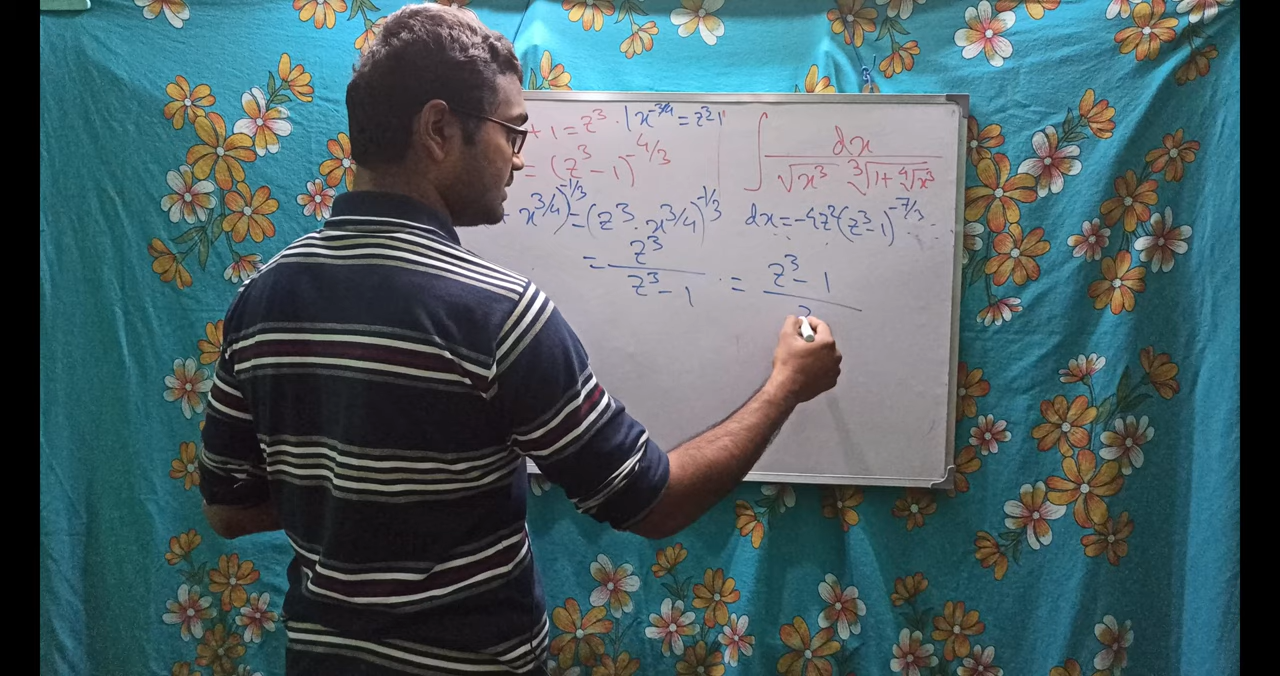 + 1 = z³ · | x^{-3/4} = z³-1
= (z³ - 1)^{-4/3}
x^{3/4})^{-1/3} = (z³ · x^{3/4})^{-1/3}
= z³/(z³ - 1) · = (z³ - 1)/
∫ dx/(√x³ ∛(1 + ∜x³))
dx = -4z²(z³-1)^{-7/3} ...